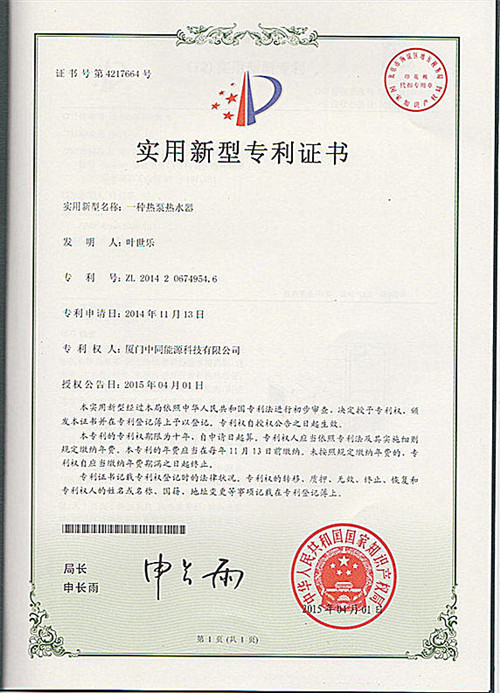 证书号第4217664号
印花税
代扣专用章
国家知识产权局
实用新型专利证书
实用新型名称：一种热泵热水器
发明人：叶世乐
专利号：ZL 2014 2 0674954.6
专利申请日：2014年11月13日
专利权人：厦门中同能源科技有限公司
授权公告日：2015年04月01日
本实用新型经过本局依照中华人民共和国专利法进行初步审查，决定授予专利权，颁
发本证书并在专利登记簿上予以登记。专利权自授权公告之日起生效。
本专利的专利权期限为十年，自申请日起算。专利权人应当依照专利法及其实施细则
规定缴纳年费。本专利的年费应当在每年11月13日前缴纳。未按照规定缴纳年费的，专
利权自应当缴纳年费期满之日起终止。
专利证书记载专利权登记时的法律状况。专利权的转移、质押、无效、终止、恢复和
专利权人的姓名或名称、国籍、地址变更等事项记载在专利登记簿上。
局长
申长雨
申长雨
中华人民共和国国家知识产权局
2015年04月01日
第1页(共1页)